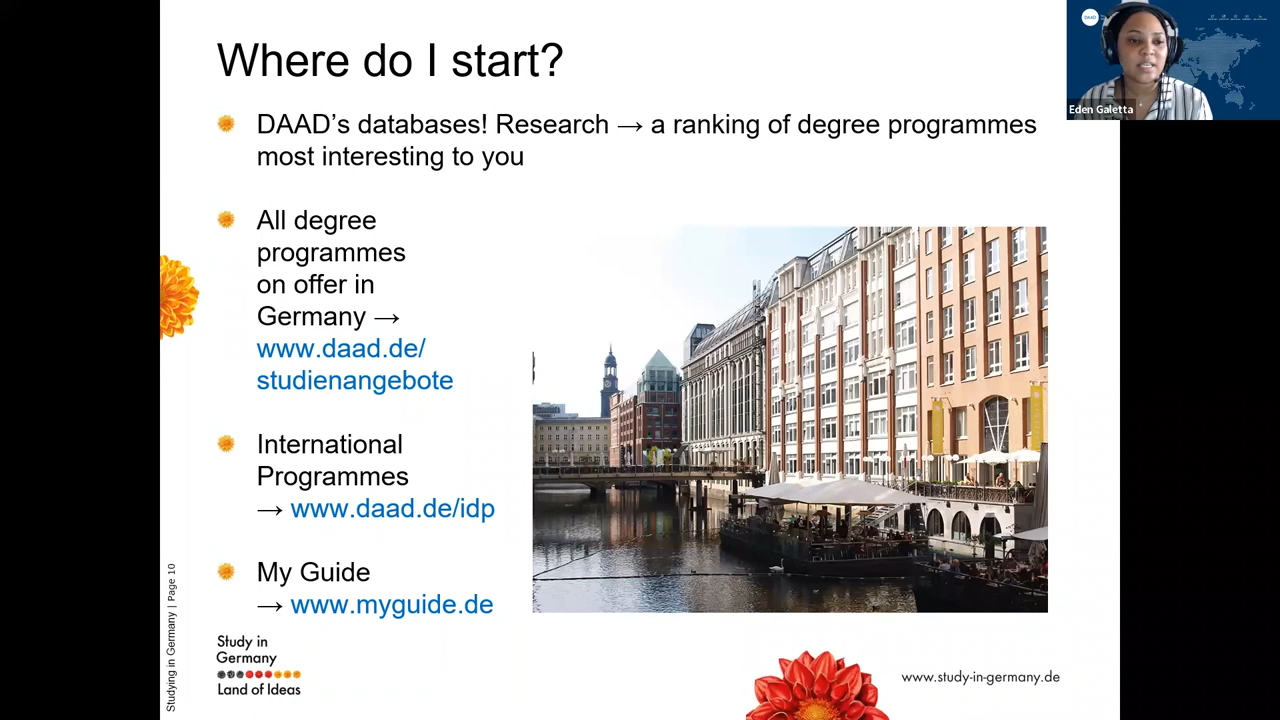 Where do I start?
DAAD's databases! Research → a ranking of degree programmes
most interesting to you
All degree
programmes
on offer in
Germany →
www.daad.de/
studienangebote
International
Programmes
→ www.daad.de/idp
My Guide
→ www.myguide.de
Study in
Germany
Land of Ideas
www.study-in-germany.de
Studying in Germany | Page 10
DAAD
Eden Galetta